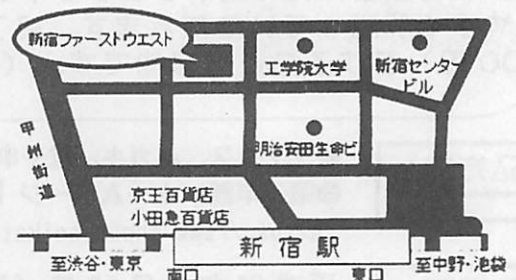 新宿ファーストウエスト
工学院大学
新宿センター
ビル
甲州街道
明治安田生命ビル
京王百貨店
小田急百貨店
新宿駅
至渋谷・東京
至中野・池袋
南口
東口